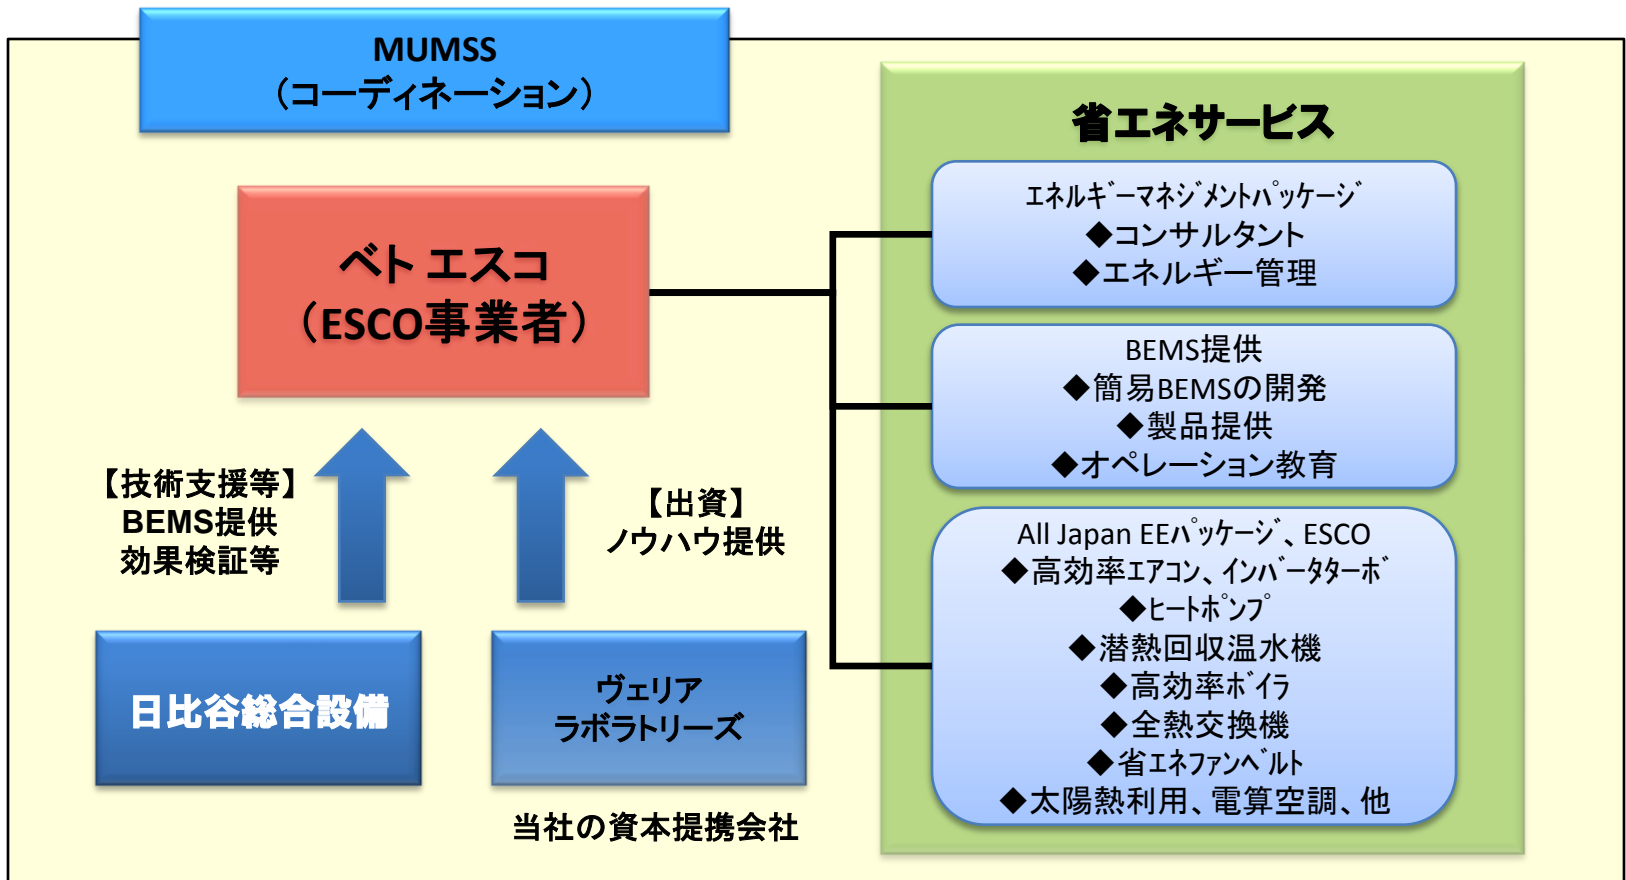 MUMSS
（コーディネーション）
省エネサービス
ｴﾈﾙｷﾞｰﾏﾈｼﾞﾒﾝﾄﾊﾟｯｹｰｼﾞ
◆コンサルタント
◆エネルギー管理
ベト エスコ
（ESCO事業者）
BEMS提供
◆簡易BEMSの開発
◆製品提供
◆オペレーション教育
【技術支援等】
BEMS提供
効果検証等
【出資】
ノウハウ提供
All Japan EEﾊﾟｯｹｰｼﾞ、ESCO
◆高効率ｴｱｺﾝ、ｲﾝﾊﾞｰﾀﾀｰﾎﾞ
◆ﾋｰﾄﾎﾟﾝﾌﾟ
◆潜熱回収温水機
◆高効率ﾎﾞｲﾗ
◆全熱交換機
◆省ｴﾈﾌｧﾝﾍﾞﾙﾄ
◆太陽熱利用、電算空調、他
日比谷総合設備
ヴェリア
ラボラトリーズ
当社の資本提携会社